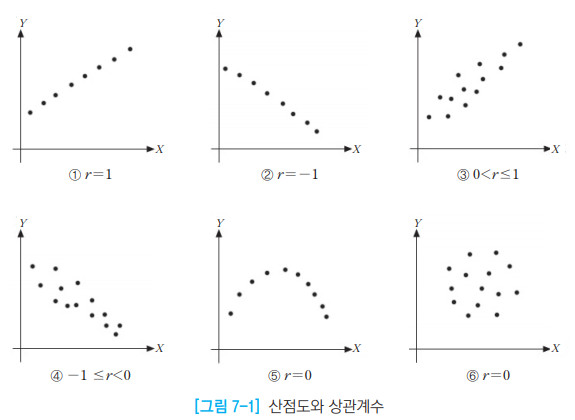 Y Y Y
X X X
① r=1 ② r=−1 ③ 0<r≤1
Y Y Y
X X X
④ −1 ≤r<0 ⑤ r=0 ⑥ r=0
[그림 7-1] 산점도와 상관계수